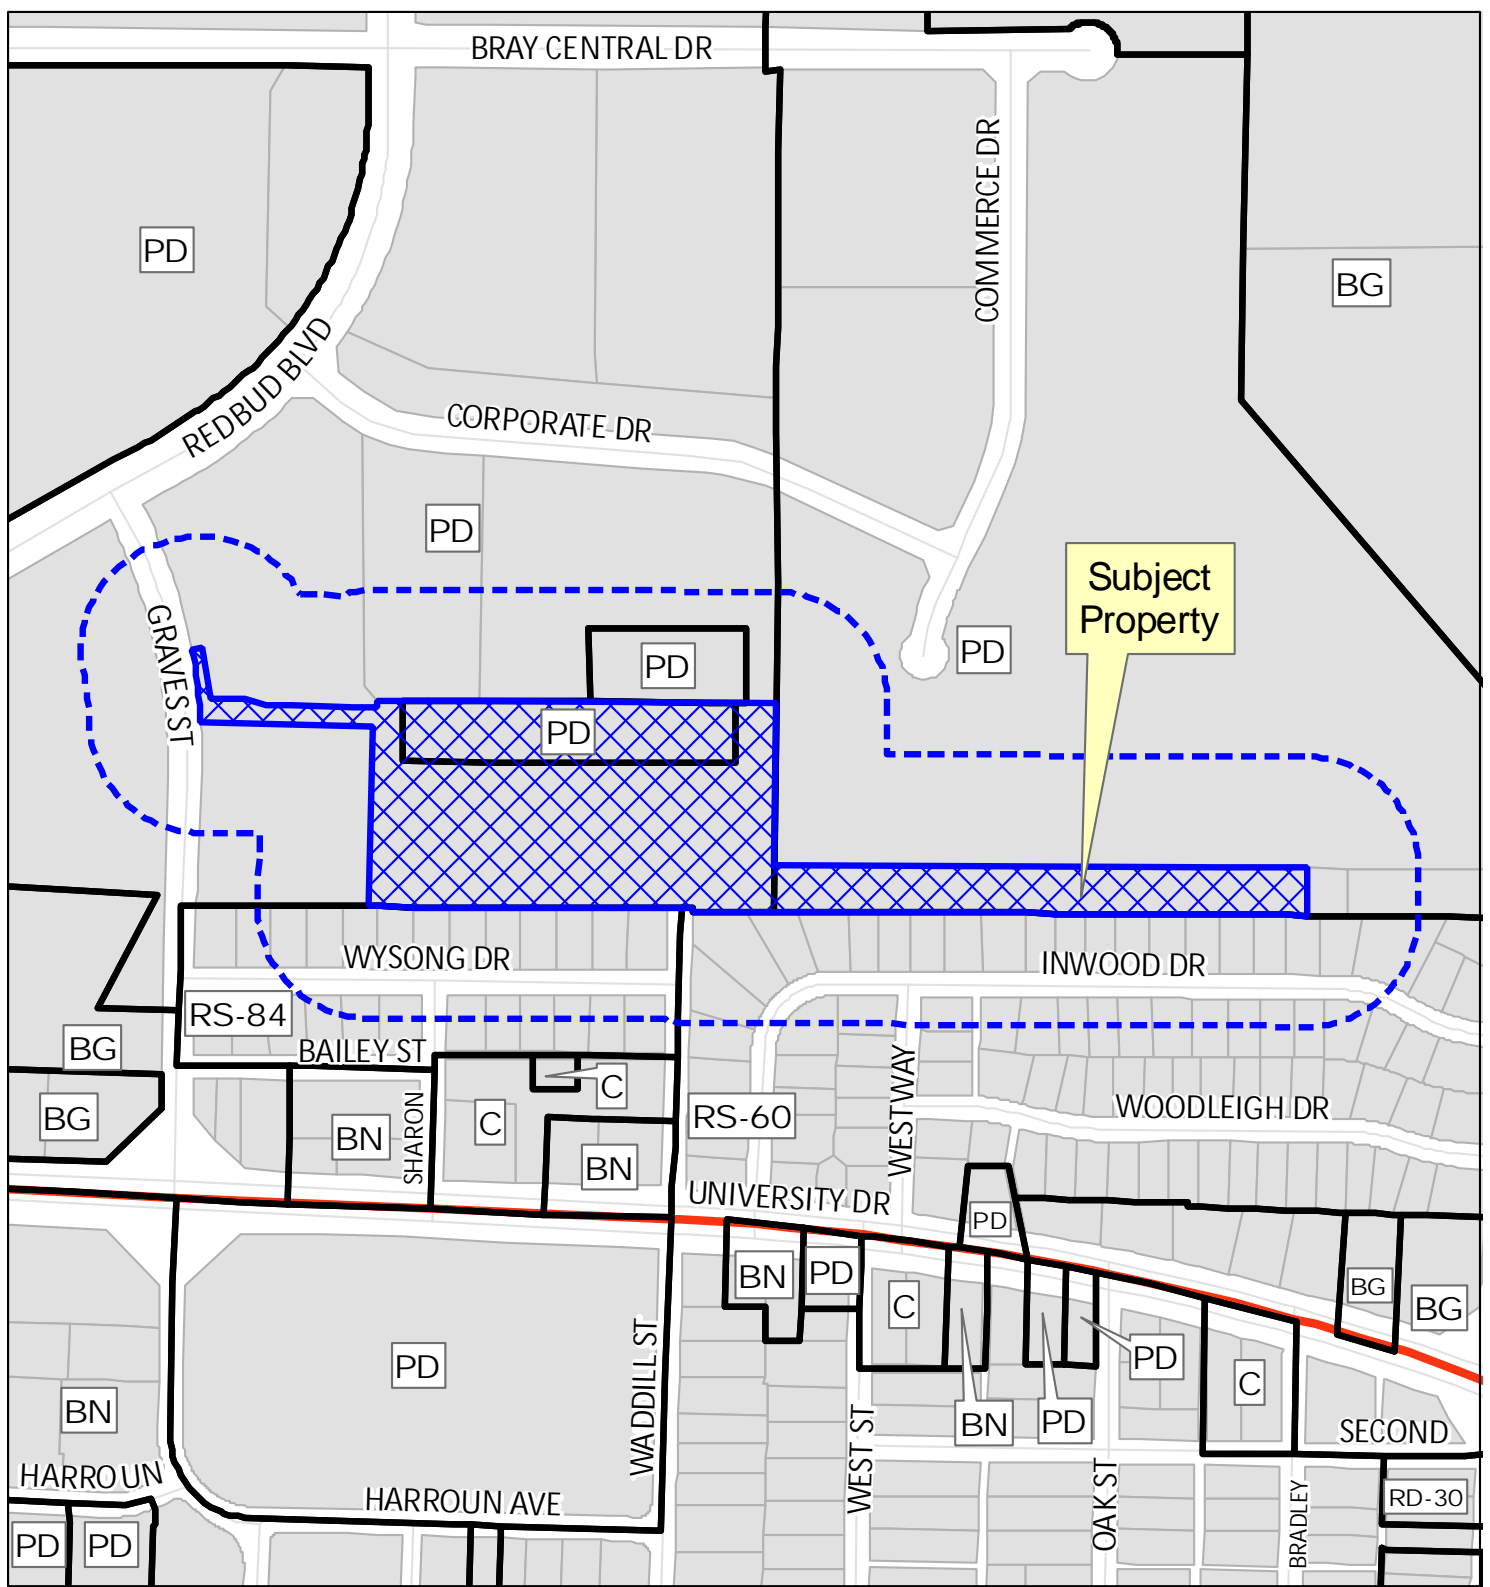 BRAY CENTRAL DR
COMMERCE DR
PD
BG
REDBUD BLVD
CORPORATE DR
PD
Subject
Property
GRAVES ST
PD
PD
PD
WYSONG DR
INWOOD DR
RS-84
BAILEY ST
BG
C
BG
SHARON
BN
C
RS-60
WESTWAY
WOODLEIGH DR
BN
UNIVERSITY DR
PD
BN
PD
C
BG
BG
PD
WADDILL ST
PD
C
BN
BN
PD
WEST ST
SECOND
HARROUN
HARROUN AVE
OAK ST
BRADLEY
RD-30
PD
PD